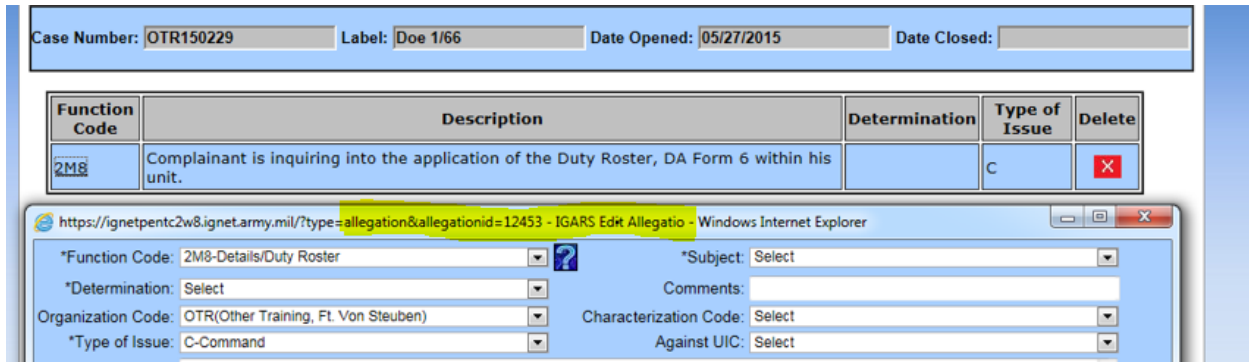 Case Number: OTR150229 Label: Doe 1/66 Date Opened: 05/27/2015 Date Closed:
Function Code Description Determination Type of Issue Delete
2M8 Complainant is inquiring into the application of the Duty Roster, DA Form 6 within his unit. C X
https://ignetpentc2w8.ignet.army.mil/?type=allegation&allegationid=12453 - IGARS Edit Allegatio - Windows Internet Explorer
*Function Code: 2M8-Details/Duty Roster ? *Subject: Select
*Determination: Select Comments:
Organization Code: OTR(Other Training, Ft. Von Steuben) Characterization Code: Select
*Type of Issue: C-Command Against UIC: Select